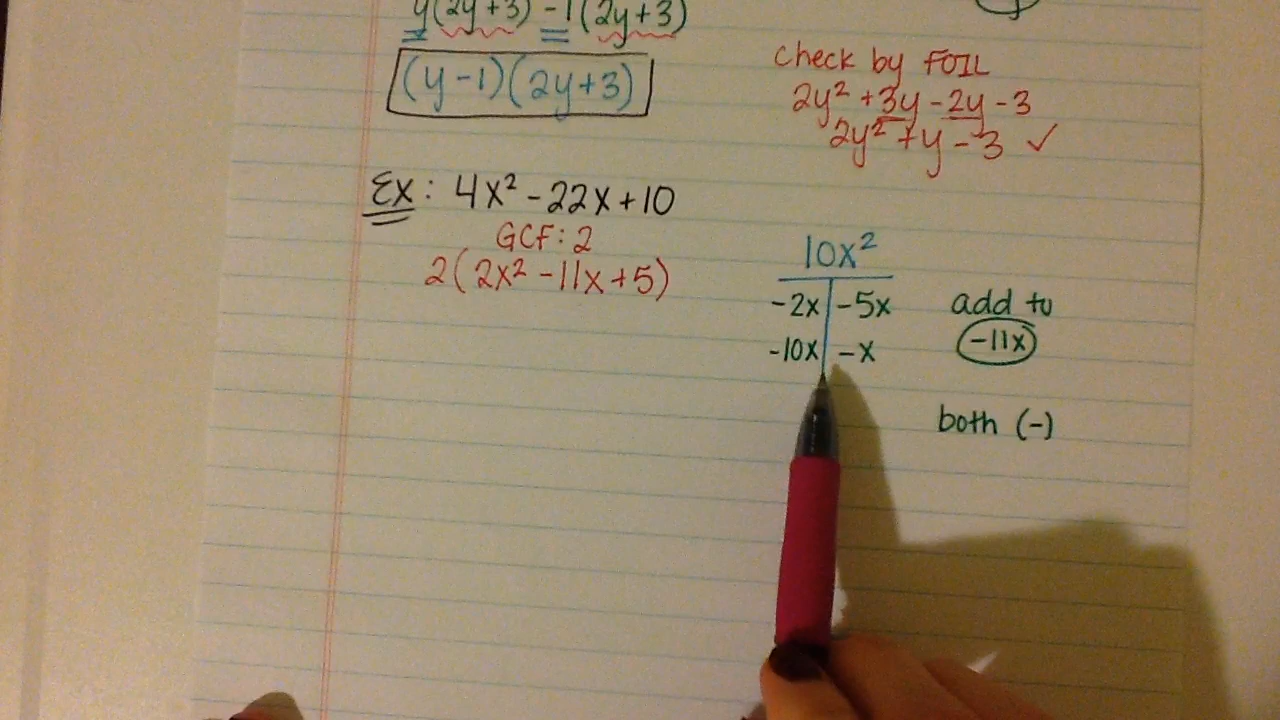 y(2y+3) -1(2y+3)
(y-1)(2y+3)
Check by FOIL
2y² + 3y - 2y - 3
2y² + y - 3 ✓
Ex: 4x² - 22x + 10
GCF: 2
2(2x² - 11x + 5)
10x²
-2x | -5x
-10x | -x
add to
-11x
both (-)